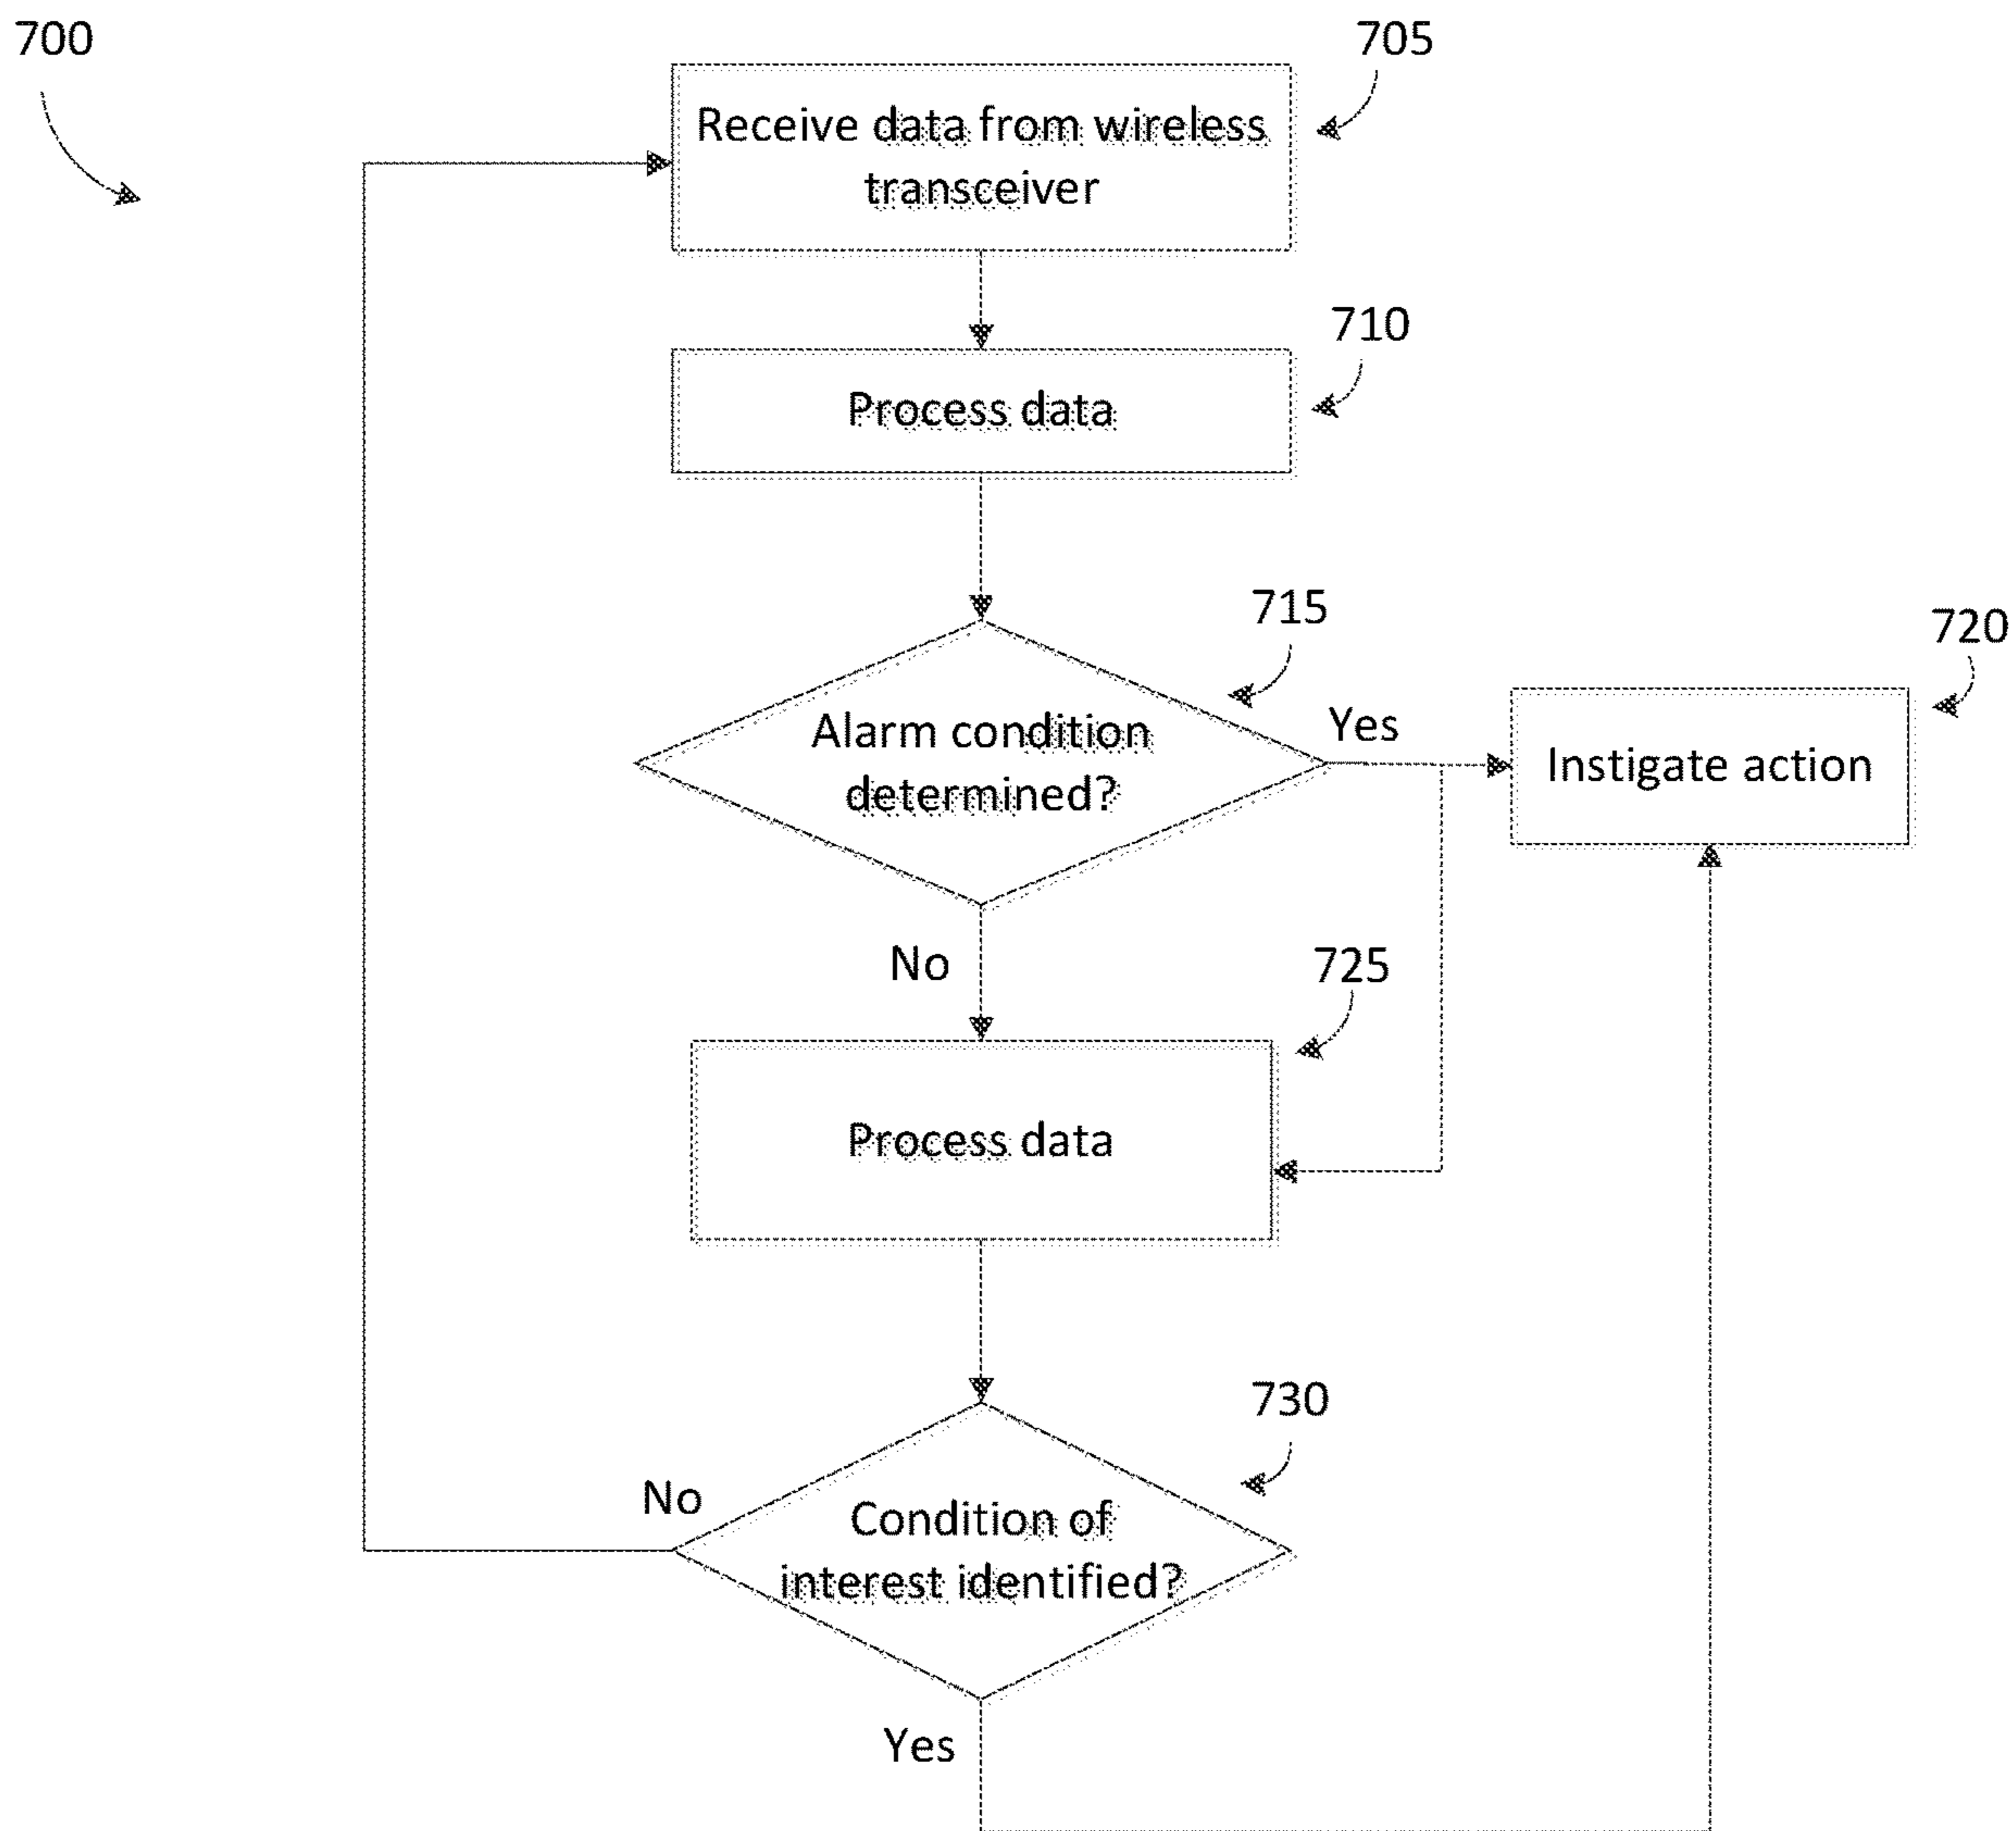 700
705
Receive data from wireless
transceiver
710
Process data
715
720
Alarm condition
determined?
Yes
Instigate action
No
725
Process data
730
No
Condition of
interest identified?
Yes